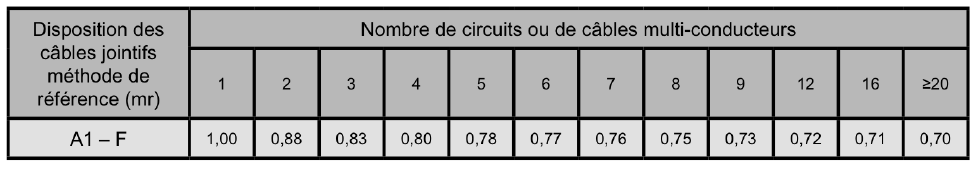 Disposition des
câbles jointifs
méthode de
référence (mr)
Nombre de circuits ou de câbles multi-conducteurs
1 2 3 4 5 6 7 8 9 12 16 ≥20
A1 – F 1,00 0,88 0,83 0,80 0,78 0,77 0,76 0,75 0,73 0,72 0,71 0,70